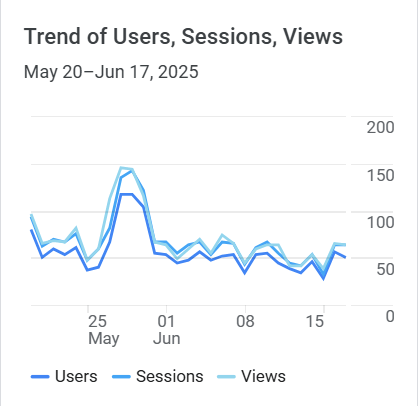 Trend of Users, Sessions, Views
May 20–Jun 17, 2025
200
150
100
50
0
25 01 08 15
May Jun
Users Sessions Views